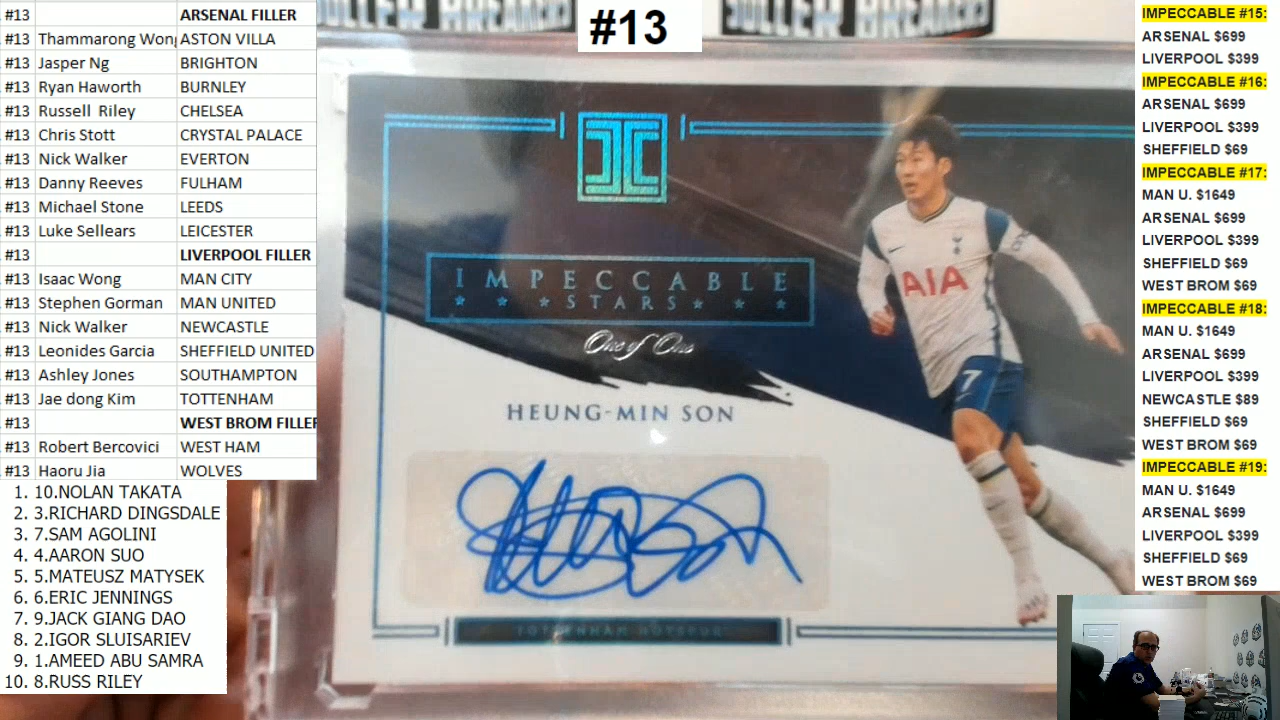 #13 ARSENAL FILLER
#13 Thammarong Wong ASTON VILLA
#13 Jasper Ng BRIGHTON
#13 Ryan Haworth BURNLEY
#13 Russell Riley CHELSEA
#13 Chris Stott CRYSTAL PALACE
#13 Nick Walker EVERTON
#13 Danny Reeves FULHAM
#13 Michael Stone LEEDS
#13 Luke Sellears LEICESTER
#13 LIVERPOOL FILLER
#13 Isaac Wong MAN CITY
#13 Stephen Gorman MAN UNITED
#13 Nick Walker NEWCASTLE
#13 Leonides Garcia SHEFFIELD UNITED
#13 Ashley Jones SOUTHAMPTON
#13 Jae dong Kim TOTTENHAM
#13 WEST BROM FILLER
#13 Robert Bercovici WEST HAM
#13 Haoru Jia WOLVES
1. 10.NOLAN TAKATA
2. 3.RICHARD DINGSDALE
3. 7.SAM AGOLINI
4. 4.AARON SUO
5. 5.MATEUSZ MATYSEK
6. 6.ERIC JENNINGS
7. 9.JACK GIANG DAO
8. 2.IGOR SLUISARIEV
9. 1.AMEED ABU SAMRA
10. 8.RUSS RILEY
#13
IMPECCABLE
STARS
One of One
HEUNG-MIN SON
TOTTENHAM HOTSPUR
AIA
7
IMPECCABLE #15:
ARSENAL $699
LIVERPOOL $399
IMPECCABLE #16:
ARSENAL $699
LIVERPOOL $399
SHEFFIELD $69
IMPECCABLE #17:
MAN U. $1649
ARSENAL $699
LIVERPOOL $399
SHEFFIELD $69
WEST BROM $69
IMPECCABLE #18:
MAN U. $1649
ARSENAL $699
LIVERPOOL $399
NEWCASTLE $89
SHEFFIELD $69
WEST BROM $69
IMPECCABLE #19:
MAN U. $1649
ARSENAL $699
LIVERPOOL $399
SHEFFIELD $69
WEST BROM $69